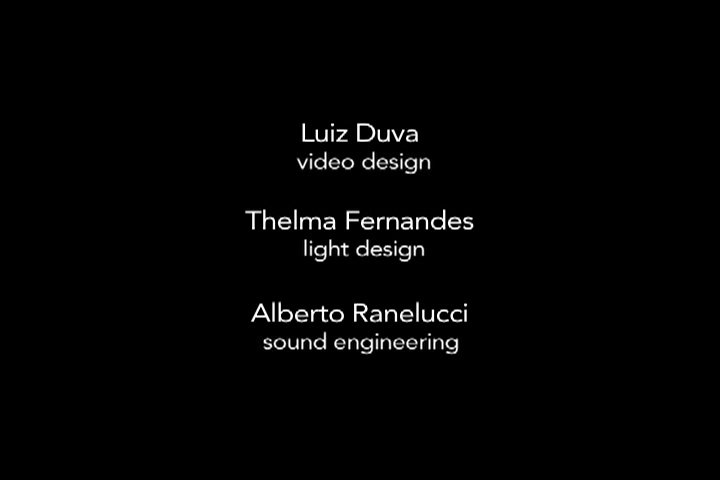 Luiz Duva
video design
Thelma Fernandes
light design
Alberto Ranelucci
sound engineering